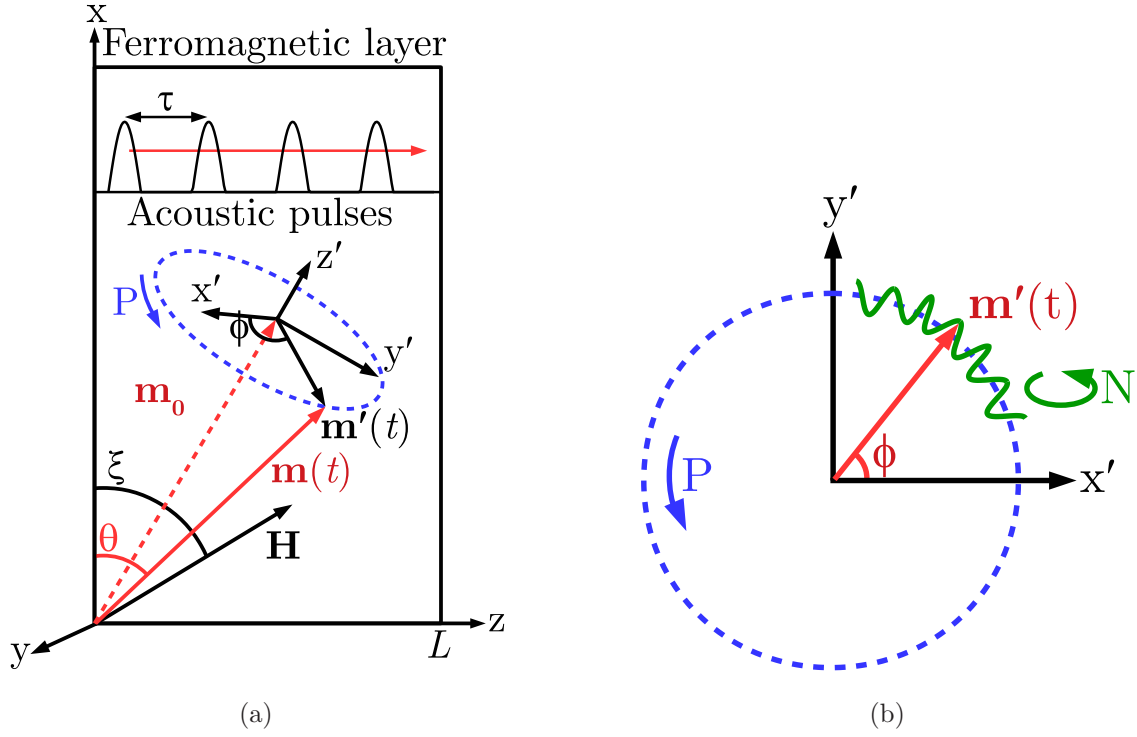 x
Ferromagnetic layer
τ
Acoustic pulses
z′
x′
P
ϕ
y′
m₀
m′(t)
ξ
m(t)
θ
H
z
y
L
(a)
y′
m′(t)
N
ϕ
P
x′
(b)